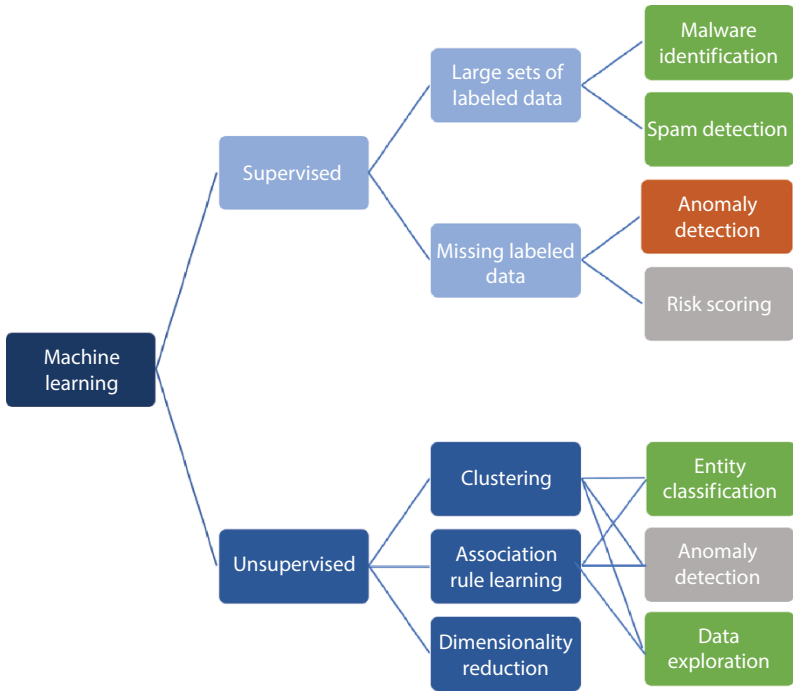 Malware
identification
Large sets of
labeled data
Spam detection
Supervised
Anomaly
detection
Missing labeled
data
Risk scoring
Machine
learning
Clustering
Entity
classification
Unsupervised
Association
rule learning
Anomaly
detection
Dimensionality
reduction
Data
exploration